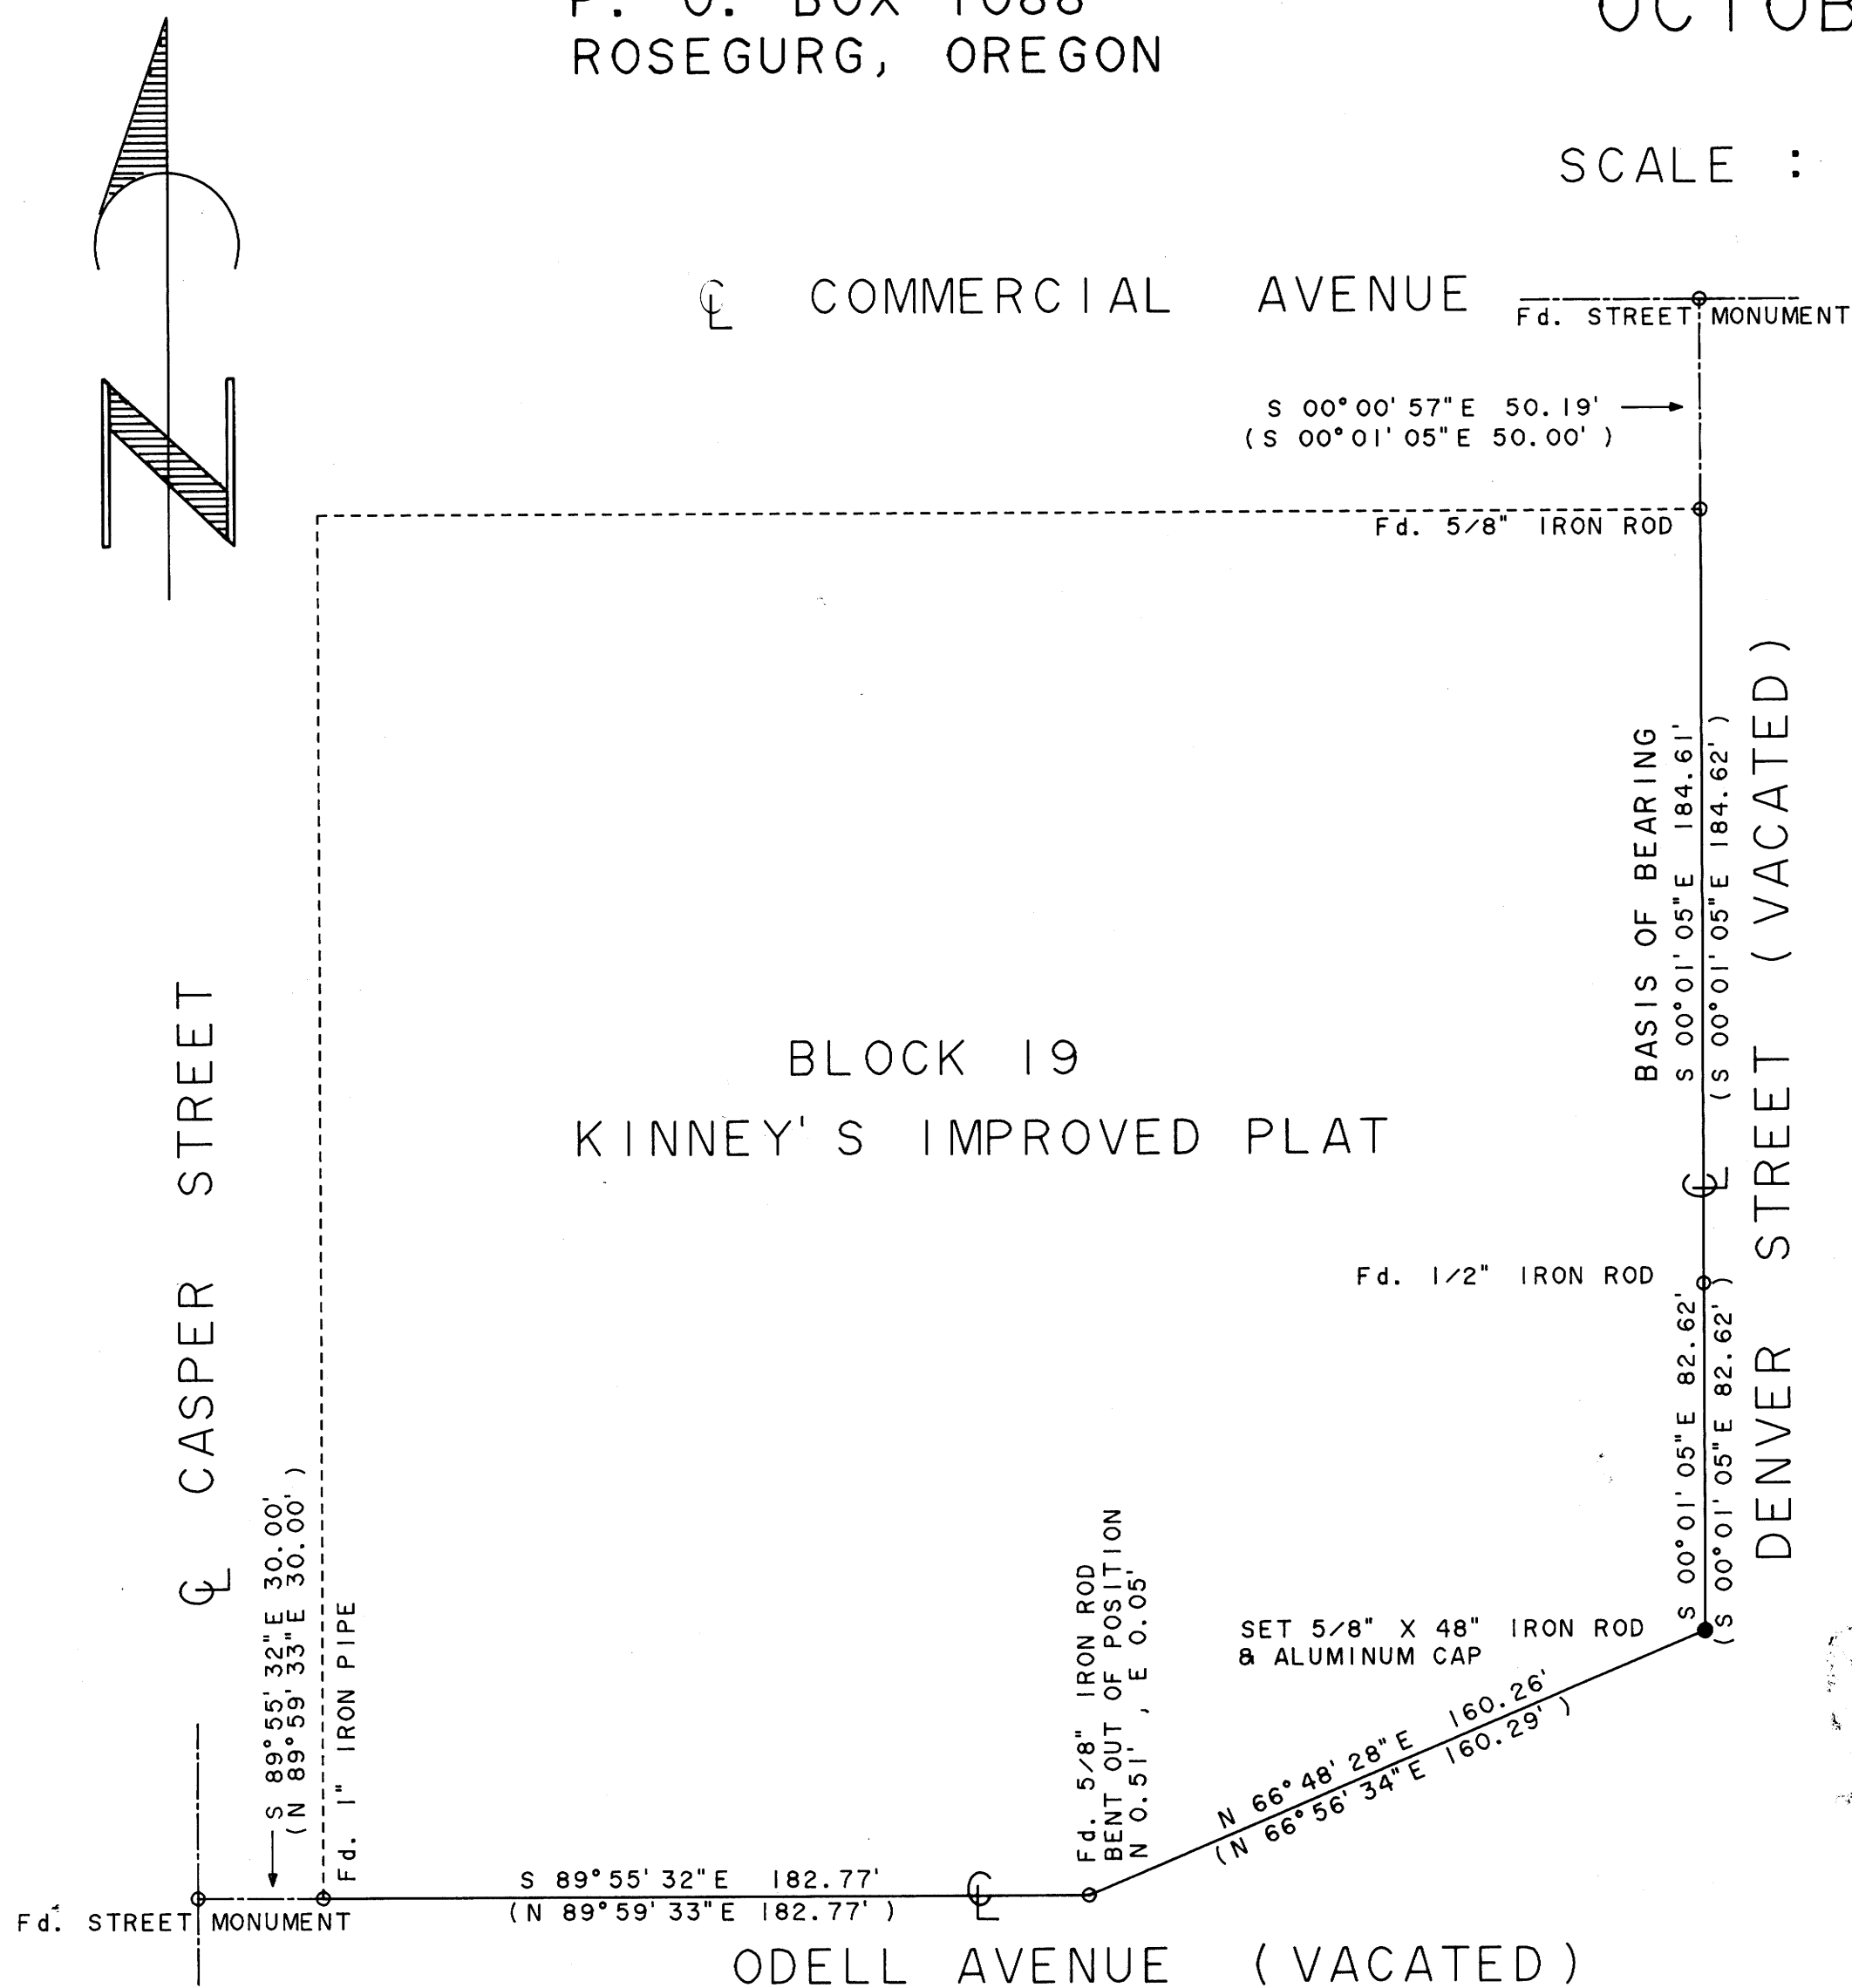 P. O. BOX 1088
ROSEGURG, OREGON
OCTOB
SCALE :
N
℄ COMMERCIAL AVENUE
Fd. STREET MONUMENT
S 00°00'57"E 50.19'
(S 00°01'05"E 50.00')
Fd. 5/8" IRON ROD
BASIS OF BEARING
S 00°01'05"E 184.61'
(S 00°01'05"E 184.62')
℄
DENVER STREET (VACATED)
BLOCK 19
KINNEY'S IMPROVED PLAT
℄ CASPER STREET
Fd. 1/2" IRON ROD
S 00°01'05"E 82.62'
(S 00°01'05"E 82.62')
S 89°55'32"E 30.00'
(N 89°59'33"E 30.00')
Fd. 1" IRON PIPE
Fd. 5/8" IRON ROD
BENT OUT OF POSITION
N 0.51', E 0.05'
SET 5/8" X 48" IRON ROD
& ALUMINUM CAP
N 66°48'28"E 160.26'
(N 66°56'34"E 160.29')
S 89°55'32"E 182.77'
(N 89°59'33"E 182.77')
℄
Fd. STREET MONUMENT
ODELL AVENUE (VACATED)